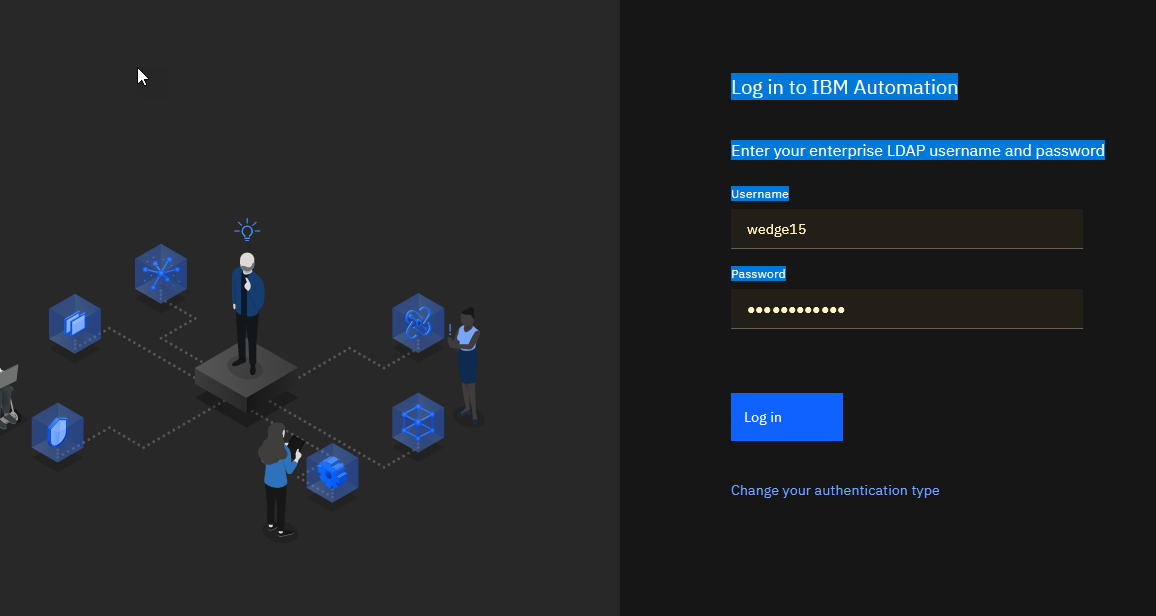 Log in to IBM Automation
Enter your enterprise LDAP username and password
Username
wedge15
Password
••••••••••••
Log in
Change your authentication type